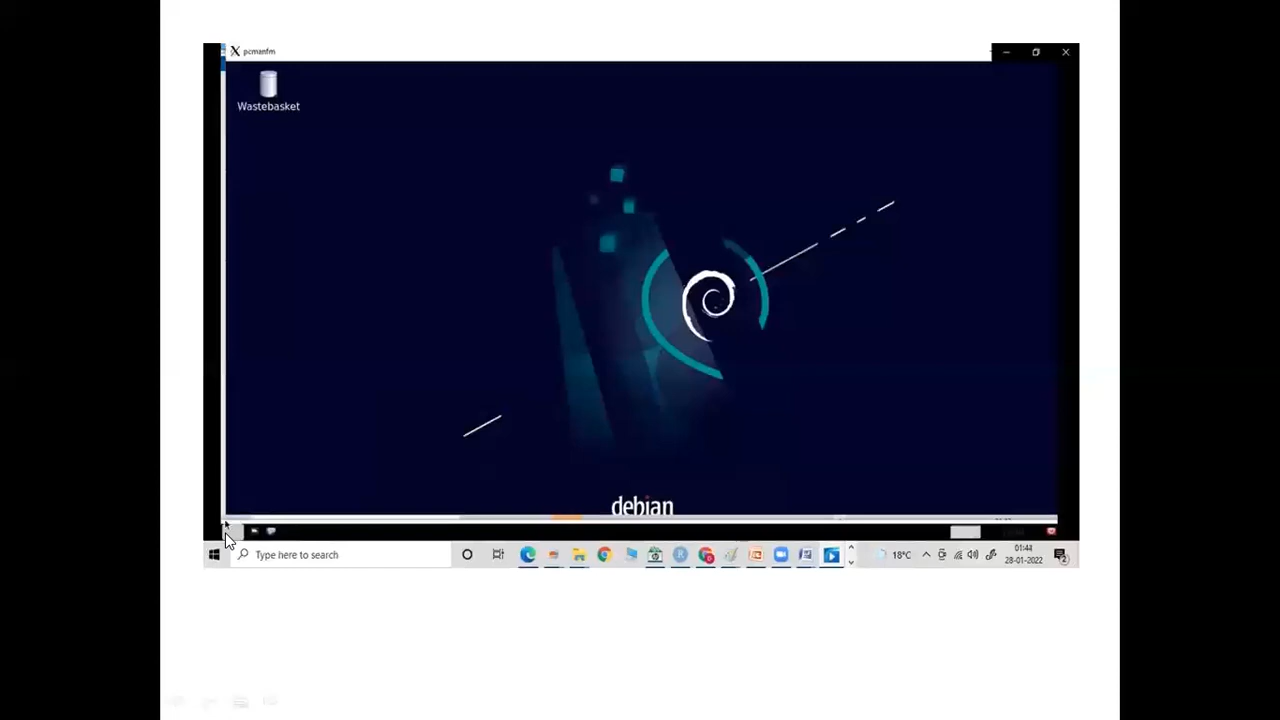 pcmanfm
Wastebasket
debian
Type here to search
18°C
01:44
28-01-2022